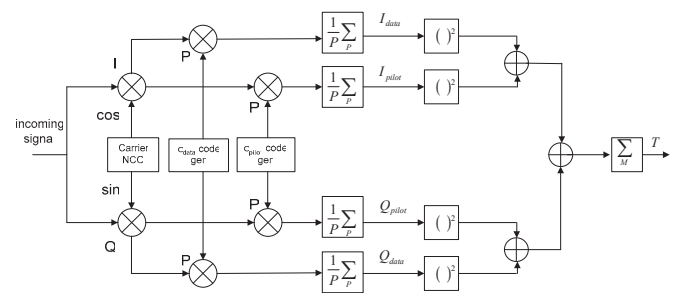 I
P
1/P ∑ P
I_data
( )²
P
1/P ∑ P
I_pilot
( )²
cos
incoming
signa
Carrier
NCC
c_data code
ger
c_pilo code
ger
∑ M
T
sin
Q
P
1/P ∑ P
Q_pilot
( )²
P
1/P ∑ P
Q_data
( )²